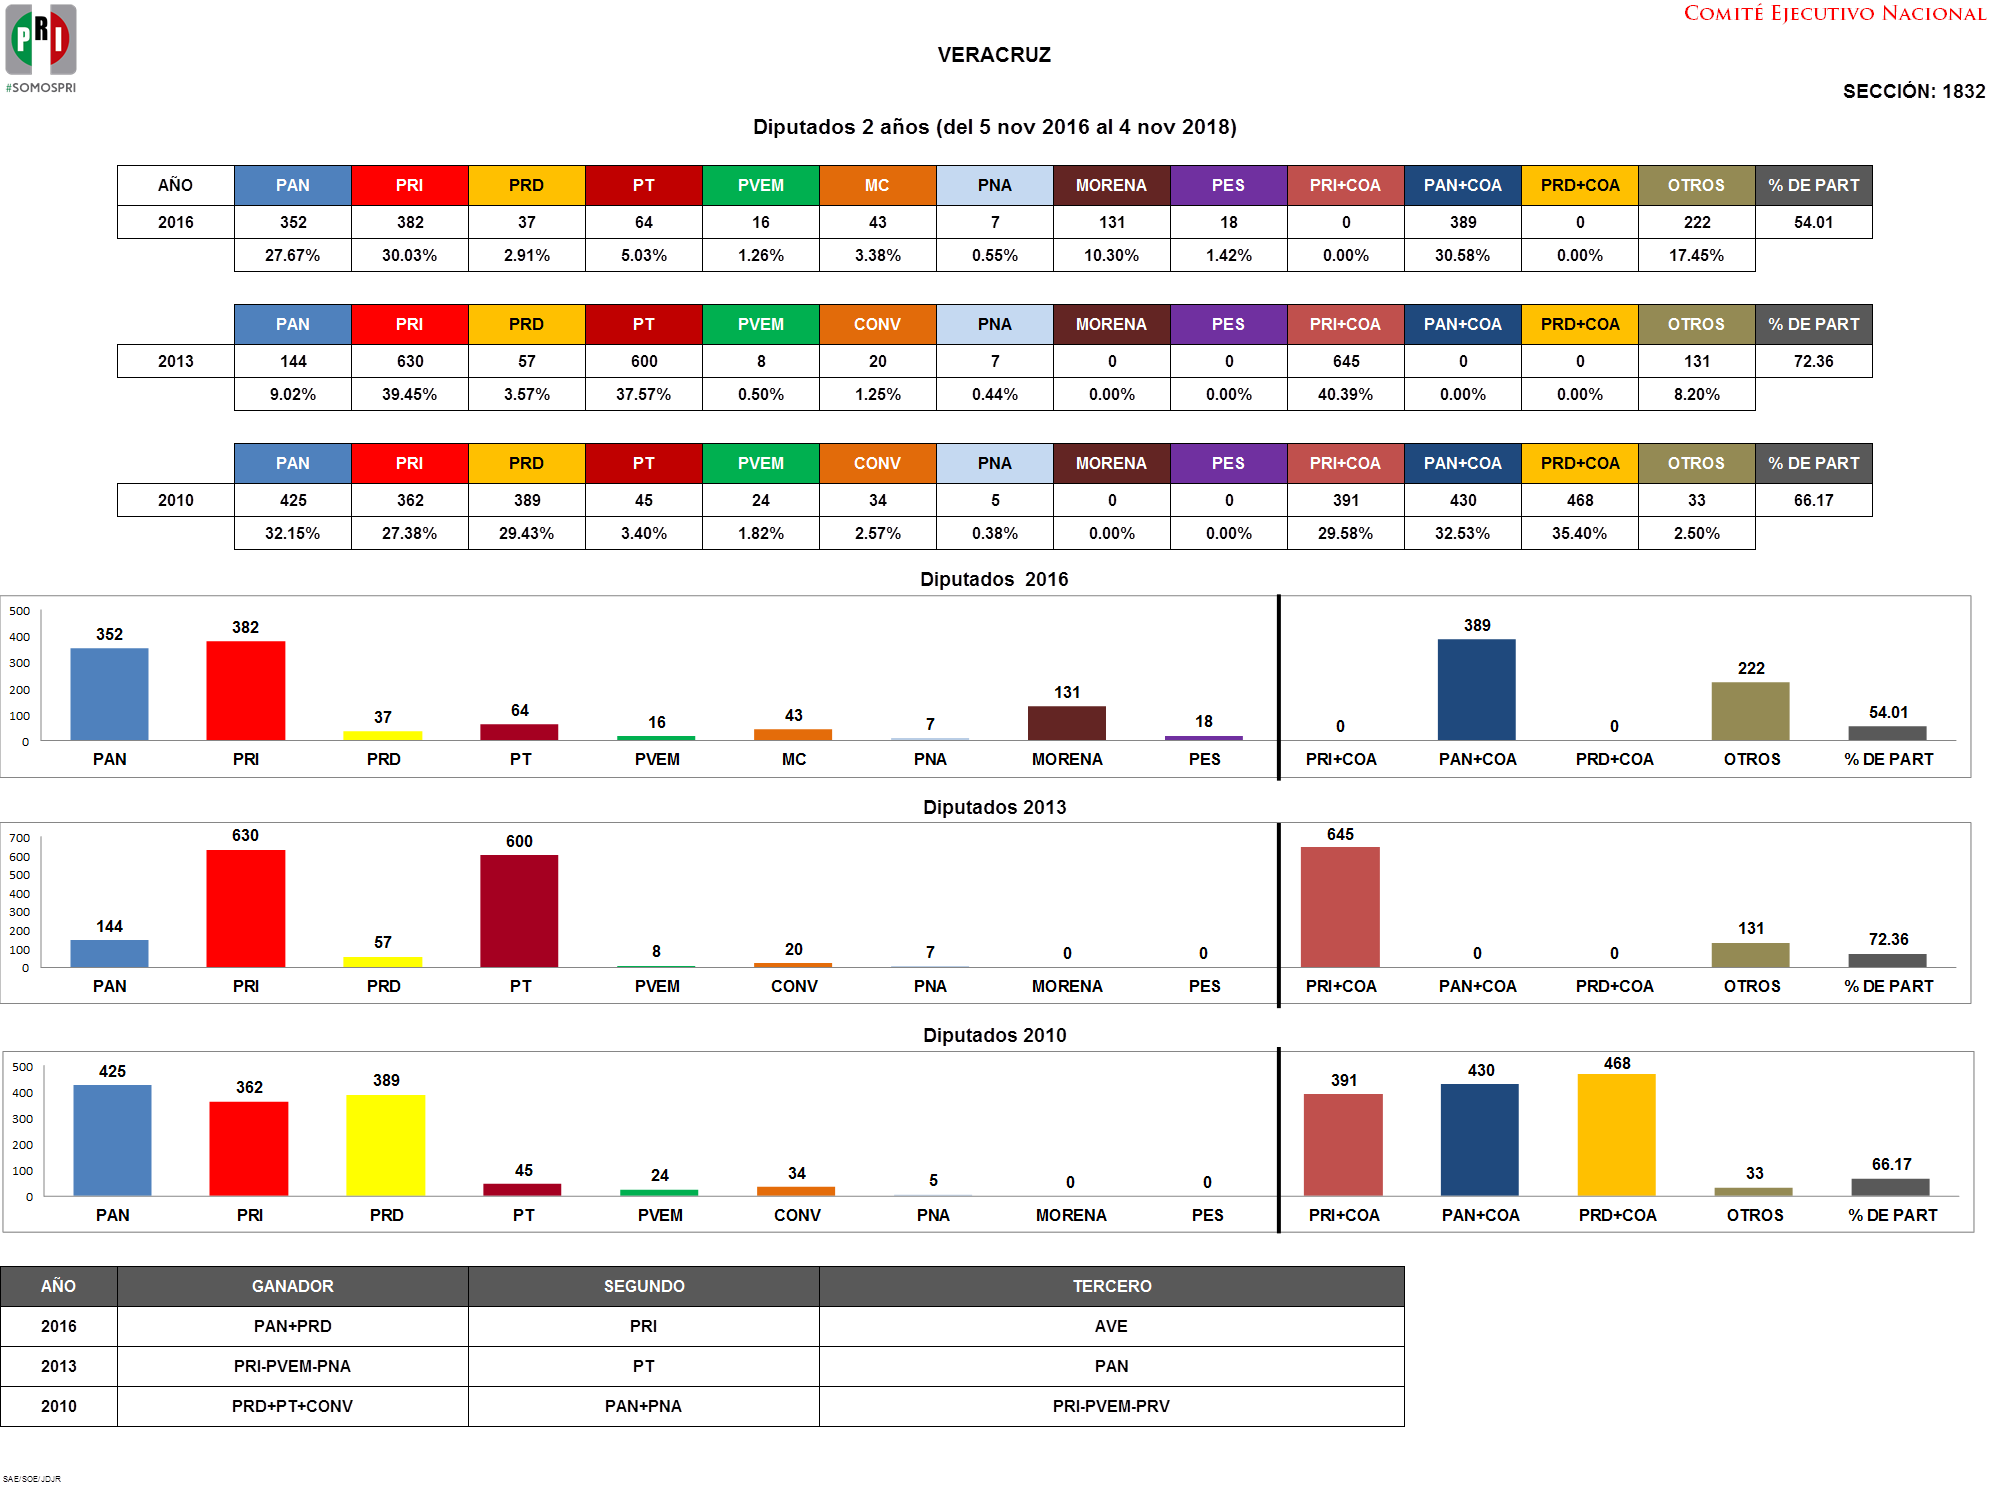 COMITÉ EJECUTIVO NACIONAL
PRI
#SOMOSPRI
VERACRUZ
SECCIÓN: 1832
Diputados 2 años (del 5 nov 2016 al 4 nov 2018)
AÑO PAN PRI PRD PT PVEM MC PNA MORENA PES PRI+COA PAN+COA PRD+COA OTROS % DE PART
2016 352 382 37 64 16 43 7 131 18 0 389 0 222 54.01
27.67% 30.03% 2.91% 5.03% 1.26% 3.38% 0.55% 10.30% 1.42% 0.00% 30.58% 0.00% 17.45%
PAN PRI PRD PT PVEM CONV PNA MORENA PES PRI+COA PAN+COA PRD+COA OTROS % DE PART
2013 144 630 57 600 8 20 7 0 0 645 0 0 131 72.36
9.02% 39.45% 3.57% 37.57% 0.50% 1.25% 0.44% 0.00% 0.00% 40.39% 0.00% 0.00% 8.20%
PAN PRI PRD PT PVEM CONV PNA MORENA PES PRI+COA PAN+COA PRD+COA OTROS % DE PART
2010 425 362 389 45 24 34 5 0 0 391 430 468 33 66.17
32.15% 27.38% 29.43% 3.40% 1.82% 2.57% 0.38% 0.00% 0.00% 29.58% 32.53% 35.40% 2.50%
Diputados 2016
500
400
300
200
100
0
352 382 37 64 16 43 7 131 18 0 389 0 222 54.01
PAN PRI PRD PT PVEM MC PNA MORENA PES PRI+COA PAN+COA PRD+COA OTROS % DE PART
Diputados 2013
700
600
500
400
300
200
100
0
144 630 57 600 8 20 7 0 0 645 0 0 131 72.36
PAN PRI PRD PT PVEM CONV PNA MORENA PES PRI+COA PAN+COA PRD+COA OTROS % DE PART
Diputados 2010
500
400
300
200
100
0
425 362 389 45 24 34 5 0 0 391 430 468 33 66.17
PAN PRI PRD PT PVEM CONV PNA MORENA PES PRI+COA PAN+COA PRD+COA OTROS % DE PART
AÑO GANADOR SEGUNDO TERCERO
2016 PAN+PRD PRI AVE
2013 PRI-PVEM-PNA PT PAN
2010 PRD+PT+CONV PAN+PNA PRI-PVEM-PRV
SAE/SOE/JDJR